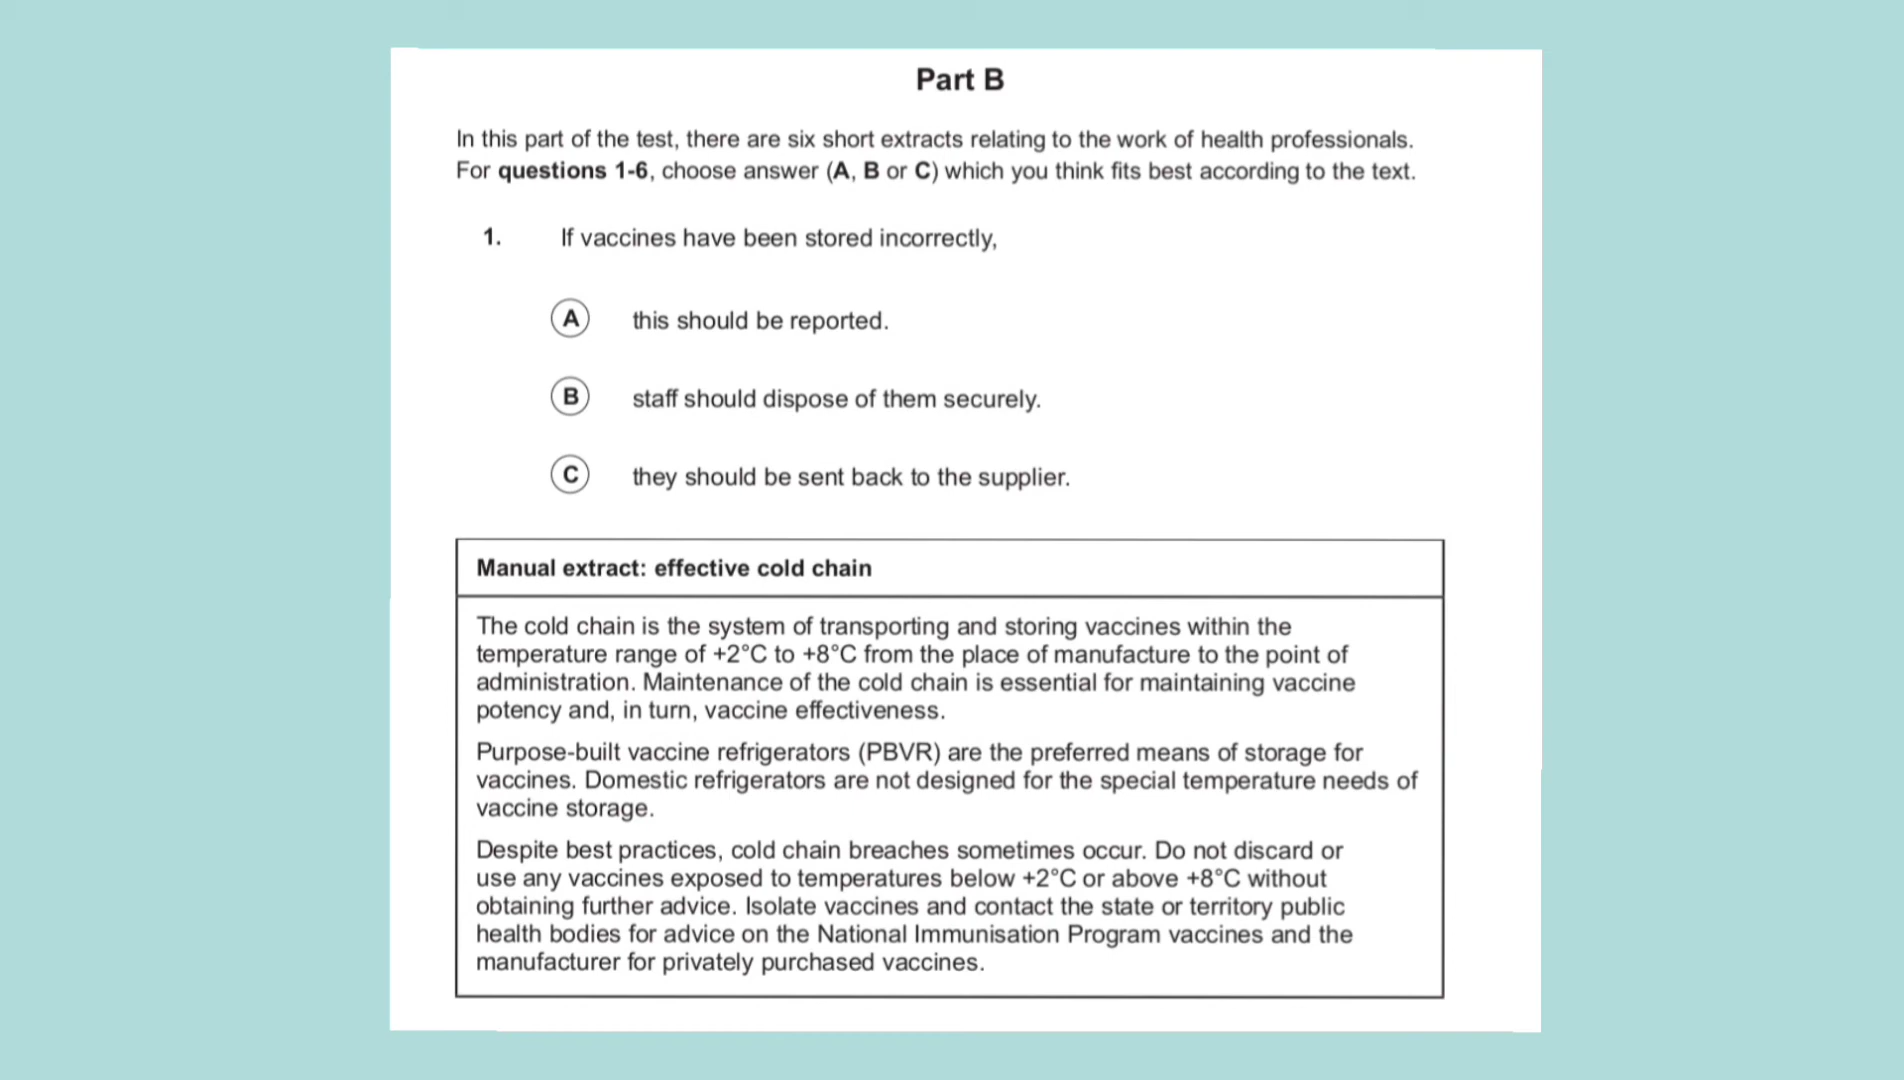 Part B
In this part of the test, there are six short extracts relating to the work of health professionals.
For questions 1-6, choose answer (A, B or C) which you think fits best according to the text.
1. If vaccines have been stored incorrectly,
A this should be reported.
B staff should dispose of them securely.
C they should be sent back to the supplier.
Manual extract: effective cold chain
The cold chain is the system of transporting and storing vaccines within the
temperature range of +2°C to +8°C from the place of manufacture to the point of
administration. Maintenance of the cold chain is essential for maintaining vaccine
potency and, in turn, vaccine effectiveness.
Purpose-built vaccine refrigerators (PBVR) are the preferred means of storage for
vaccines. Domestic refrigerators are not designed for the special temperature needs of
vaccine storage.
Despite best practices, cold chain breaches sometimes occur. Do not discard or
use any vaccines exposed to temperatures below +2°C or above +8°C without
obtaining further advice. Isolate vaccines and contact the state or territory public
health bodies for advice on the National Immunisation Program vaccines and the
manufacturer for privately purchased vaccines.